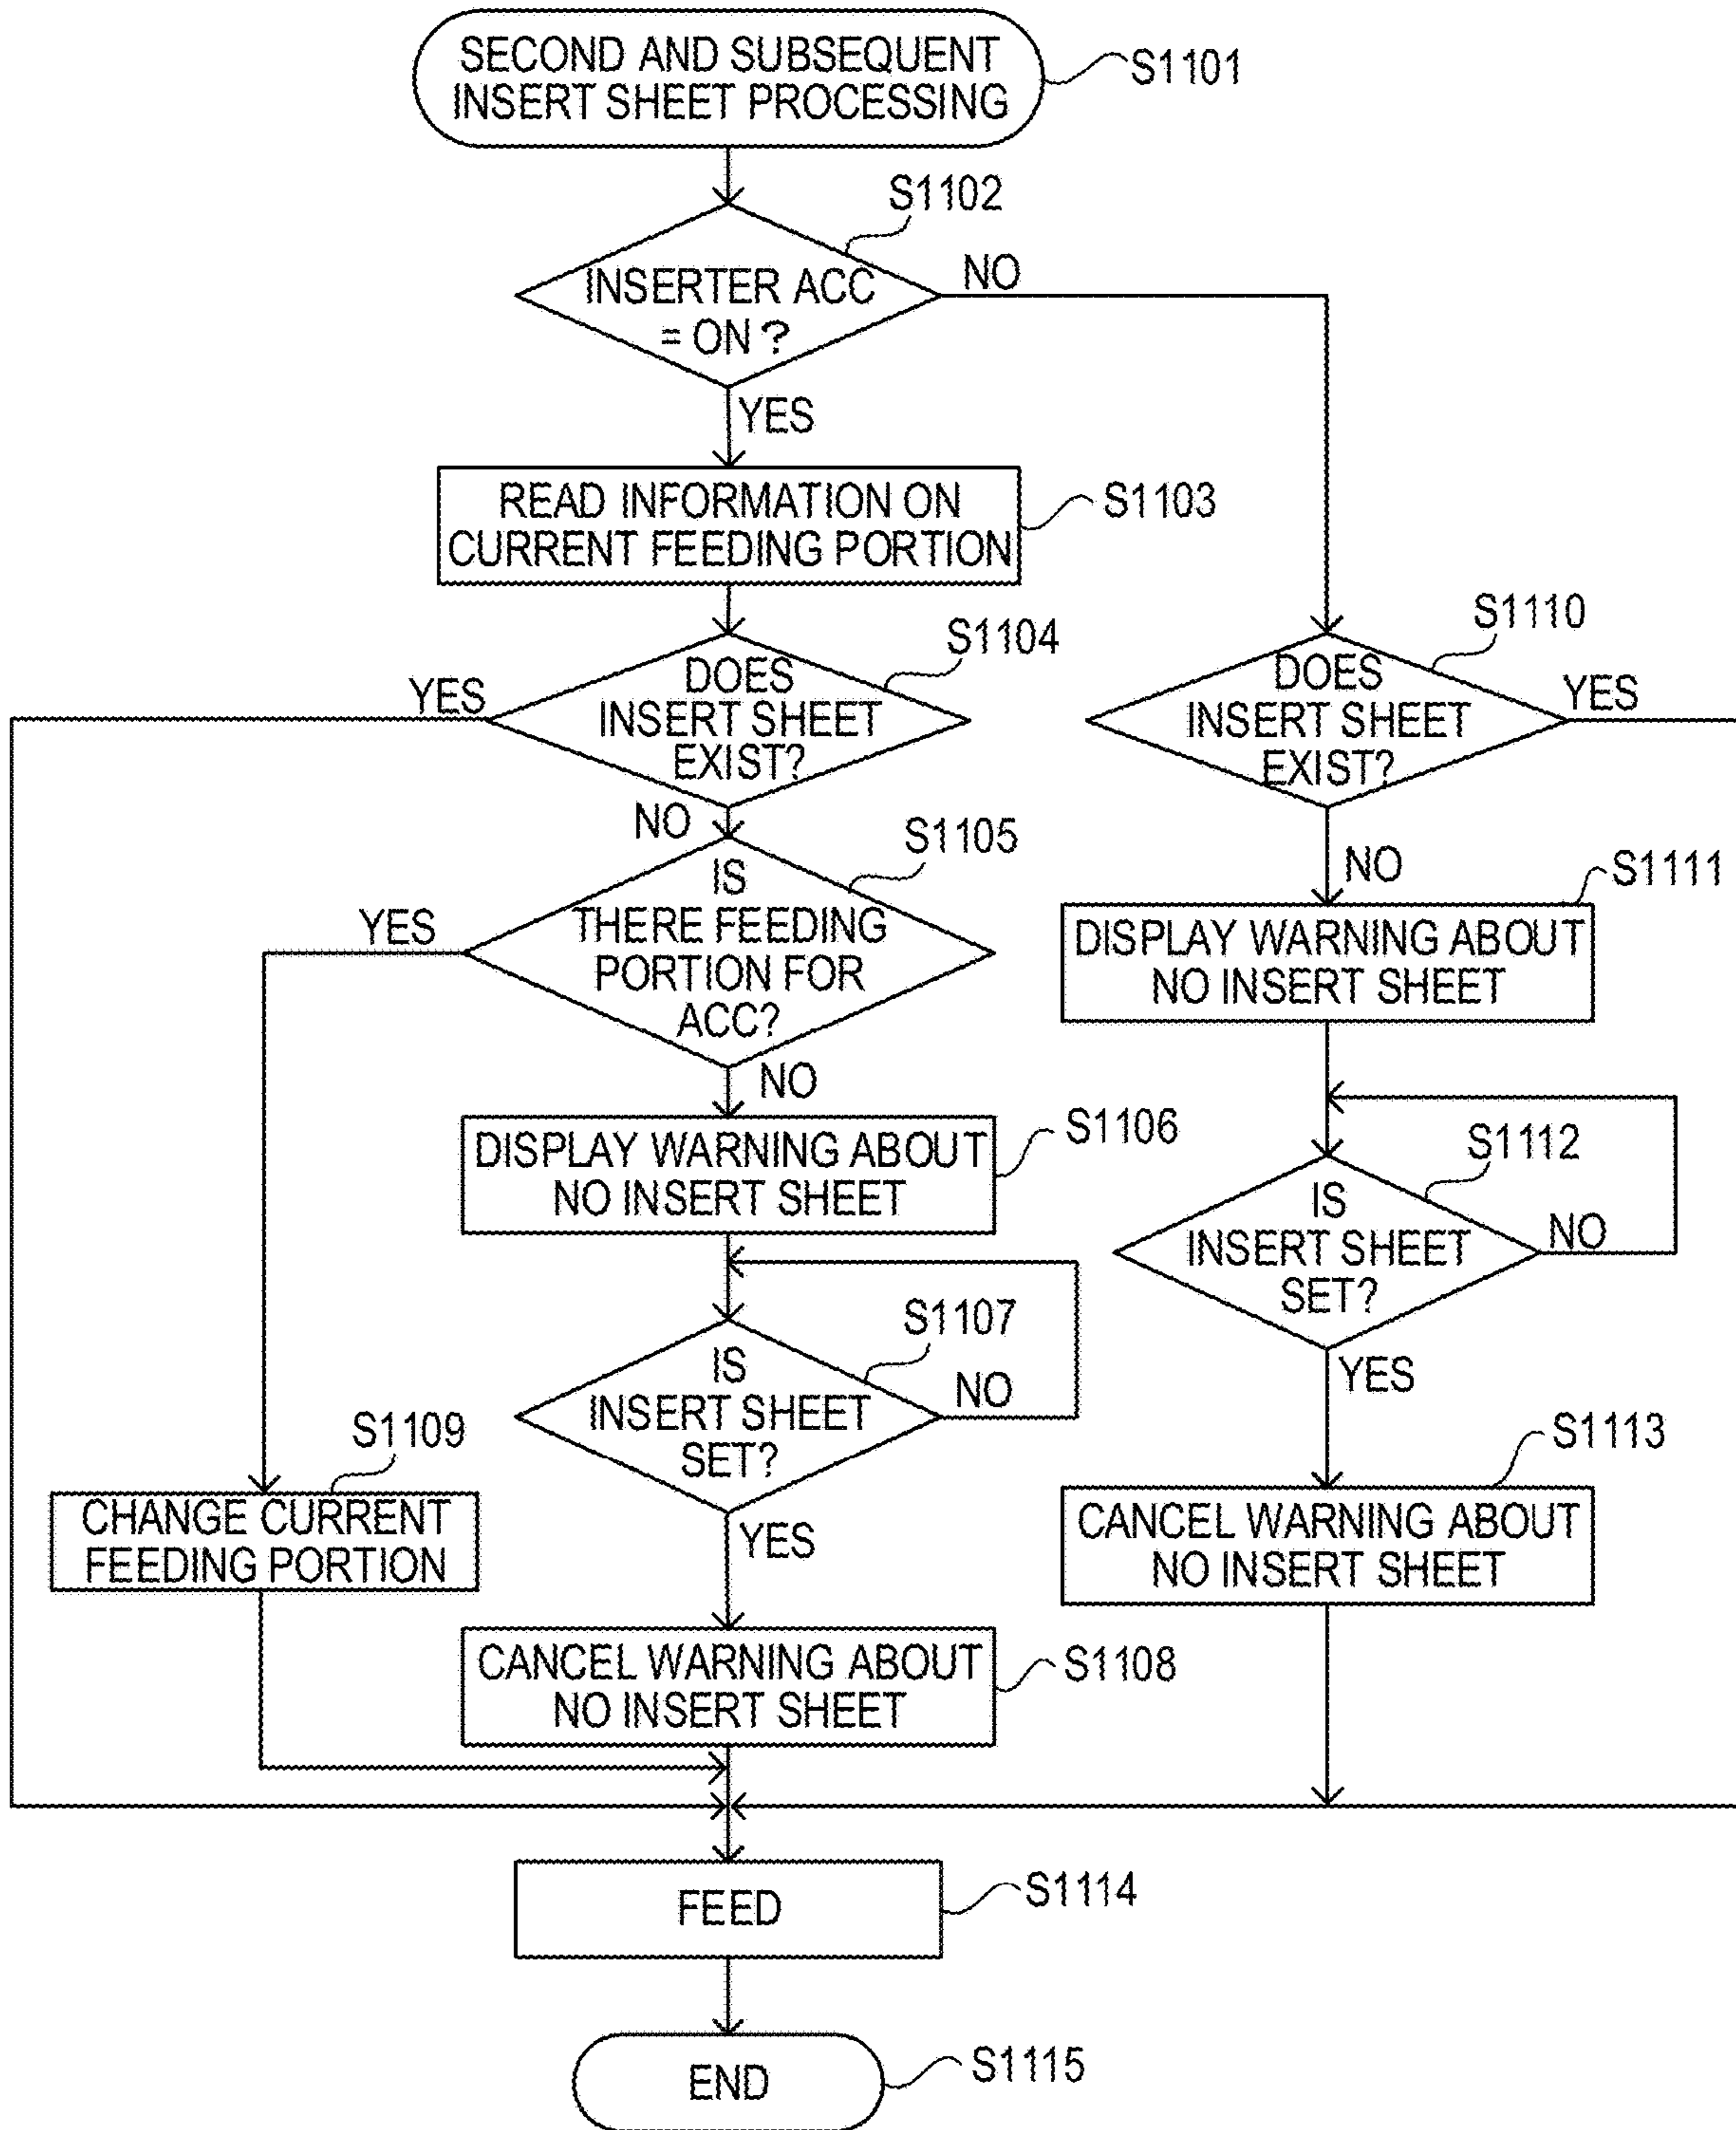 SECOND AND SUBSEQUENT
INSERT SHEET PROCESSING
S1101
S1102
INSERTER ACC
= ON ?
NO
YES
READ INFORMATION ON
CURRENT FEEDING PORTION
S1103
S1104
DOES
INSERT SHEET
EXIST?
YES
NO
S1110
DOES
INSERT SHEET
EXIST?
YES
NO
S1105
IS
THERE FEEDING
PORTION FOR
ACC?
YES
NO
S1111
DISPLAY WARNING ABOUT
NO INSERT SHEET
S1106
DISPLAY WARNING ABOUT
NO INSERT SHEET
S1112
IS
INSERT SHEET
SET?
NO
YES
S1107
IS
INSERT SHEET
SET?
NO
YES
S1109
CHANGE CURRENT
FEEDING PORTION
S1113
CANCEL WARNING ABOUT
NO INSERT SHEET
CANCEL WARNING ABOUT
NO INSERT SHEET
S1108
FEED
S1114
END
S1115